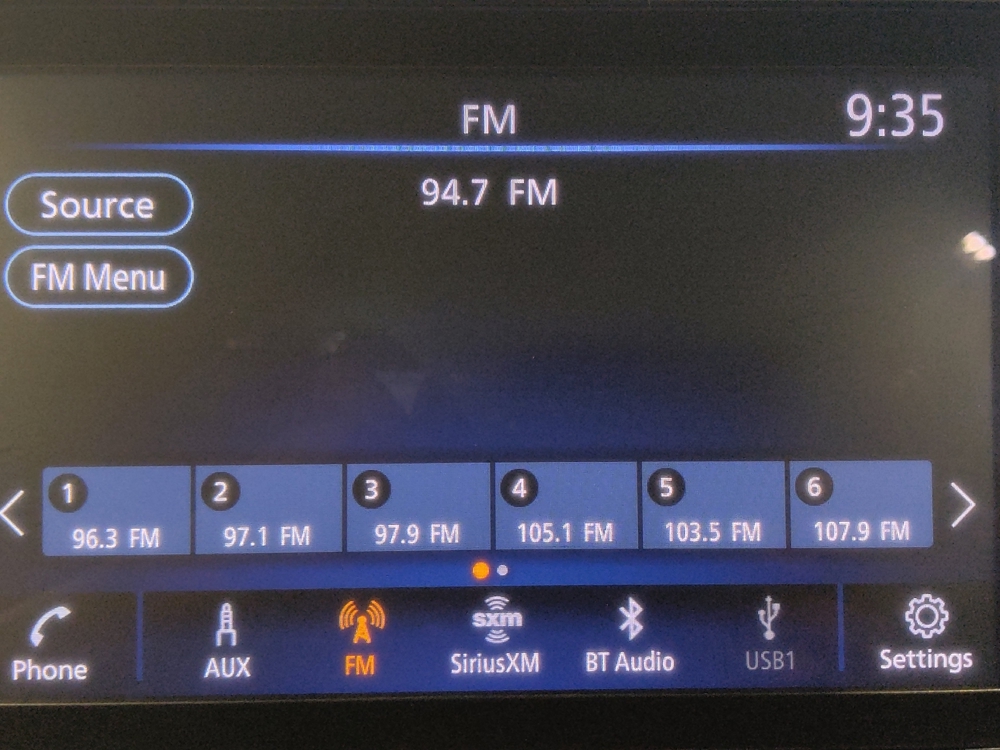 FM
9:35
Source
94.7 FM
FM Menu
1
96.3 FM
2
97.1 FM
3
97.9 FM
4
105.1 FM
5
103.5 FM
6
107.9 FM
Phone
AUX
FM
sxm
SiriusXM
BT Audio
USB1
Settings